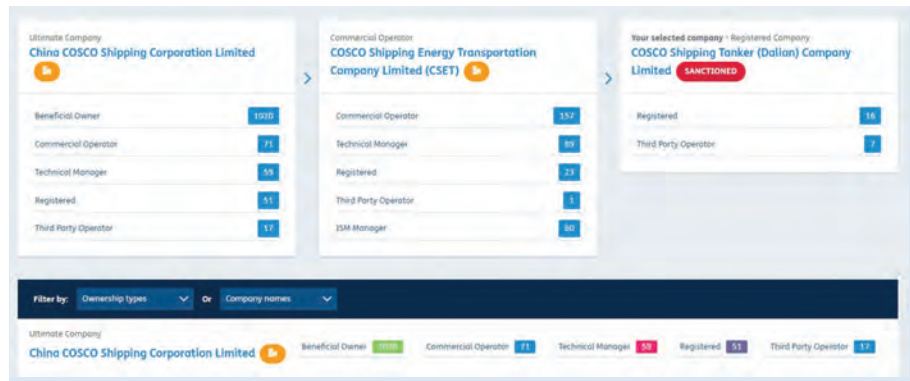 Ultimate Company
China COSCO Shipping Corporation Limited
Beneficial Owner 1020
Commercial Operator 71
Technical Manager 59
Registered 51
Third Party Operator 17
Commercial Operator
COSCO Shipping Energy Transportation
Company Limited (CSET)
Commercial Operator 157
Technical Manager 89
Registered 23
Third Party Operator 1
ISM Manager 60
Your selected company - Registered Company
COSCO Shipping Tanker (Dalian) Company
Limited SANCTIONED
Registered 16
Third Party Operator 7
Filter by: Ownership types Or Company names
Ultimate Company
China COSCO Shipping Corporation Limited Beneficial Owner 1020 Commercial Operator 71 Technical Manager 59 Registered 51 Third Party Operator 17